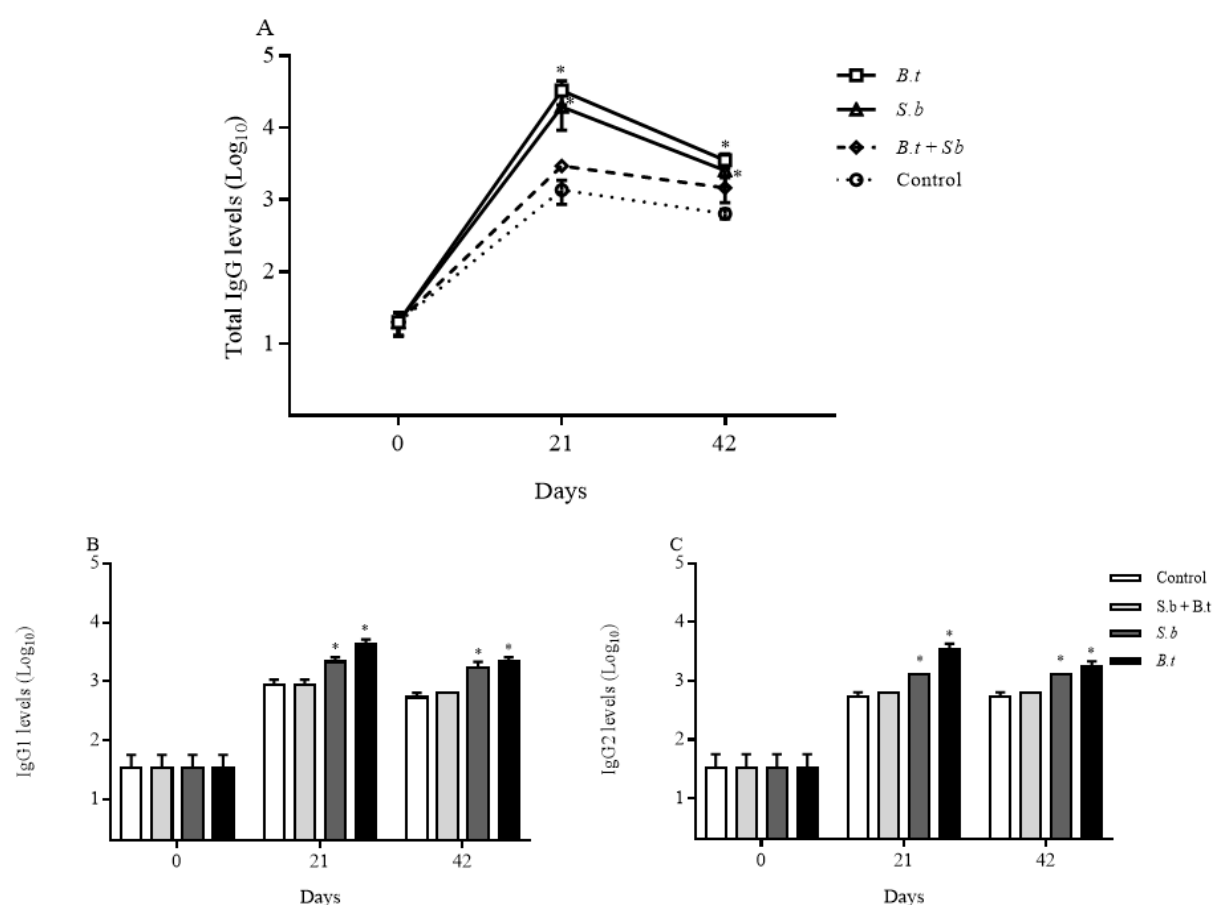 A
Total IgG levels (Log₁₀)
5
4
3
2
1
*
*
*
*
0
21
42
Days
B.t
S.b
B.t + Sb
Control
B
IgG1 levels (Log₁₀)
5
4
3
2
1
*
*
*
*
0
21
42
Days
C
IgG2 levels (Log₁₀)
5
4
3
2
1
*
*
*
*
0
21
42
Days
Control
S.b + B.t
S.b
B.t